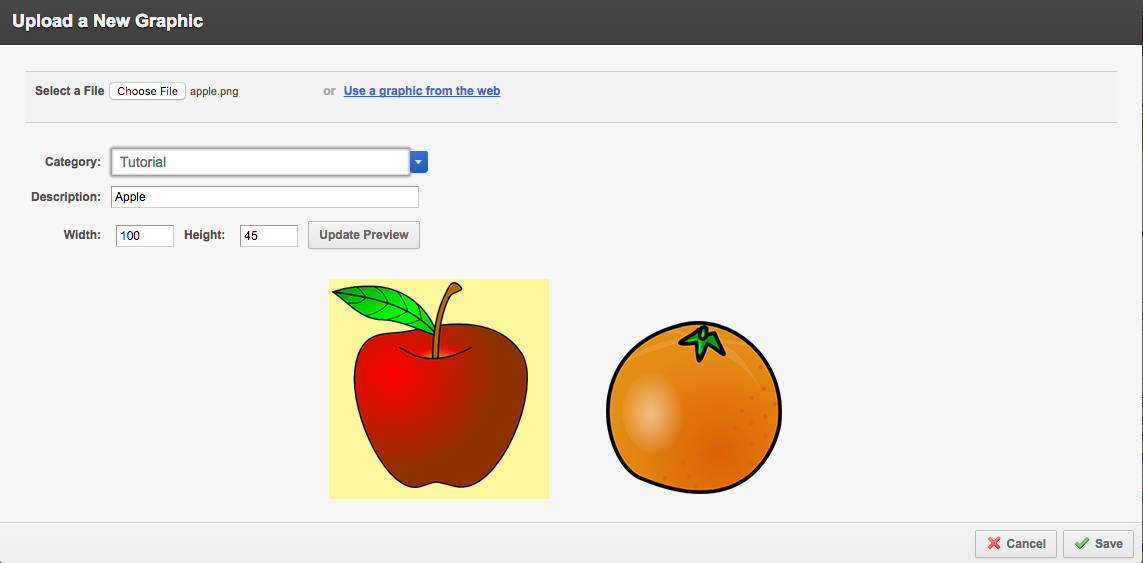 Upload a New Graphic
Select a File Choose File apple.png or Use a graphic from the web
Category: Tutorial
Description: Apple
Width: 100 Height: 45 Update Preview
Cancel Save